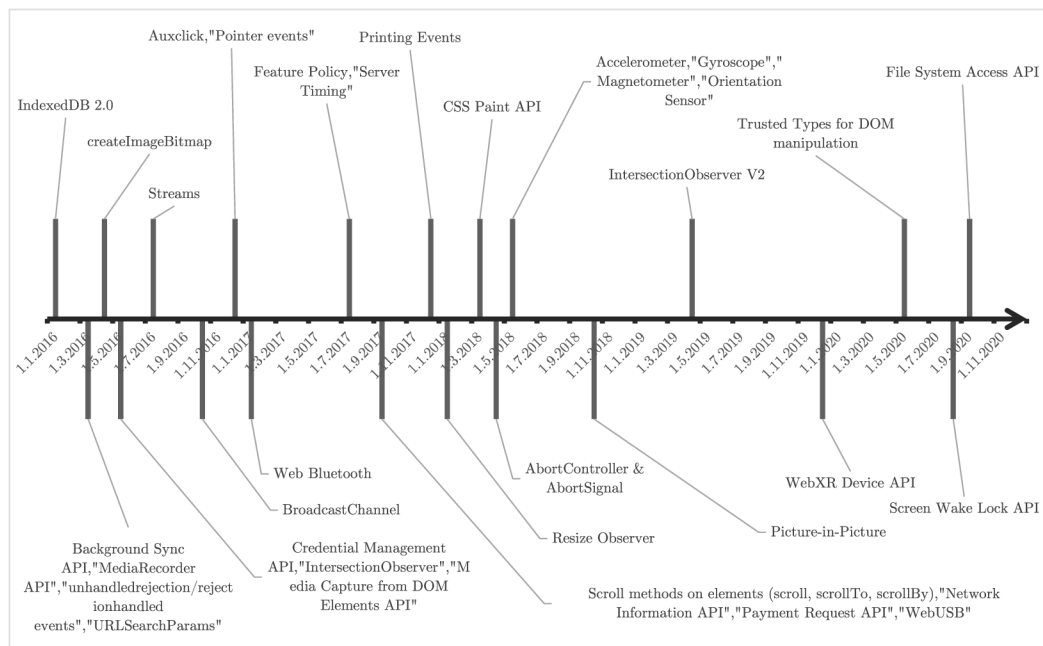 Auxclick,"Pointer events"
Printing Events
Accelerometer,"Gyroscope","
Magnetometer","Orientation
Sensor"
File System Access API
Feature Policy,"Server
Timing"
IndexedDB 2.0
CSS Paint API
Trusted Types for DOM
manipulation
createImageBitmap
IntersectionObserver V2
Streams
1.11.2016
1.3.2016
1.5.2016
1.7.2016
1.9.2016
1.11.2016
1.11.2017
1.3.2017
1.5.2017
1.7.2017
1.9.2017
1.11.2017
1.11.2018
1.3.2018
1.5.2018
1.7.2018
1.9.2018
1.11.2018
1.11.2019
1.3.2019
1.5.2019
1.7.2019
1.9.2019
1.11.2019
1.11.2020
1.3.2020
1.5.2020
1.7.2020
1.9.2020
1.11.2020
Web Bluetooth
AbortController &
AbortSignal
WebXR Device API
BroadcastChannel
Screen Wake Lock API
Resize Observer
Picture-in-Picture
Background Sync
API,"MediaRecorder
API","unhandledrejection/reject
ionhandled
events","URLSearchParams"
Credential Management
API,"IntersectionObserver","M
edia Capture from DOM
Elements API"
Scroll methods on elements (scroll, scrollTo, scrollBy),"Network
Information API","Payment Request API","WebUSB"